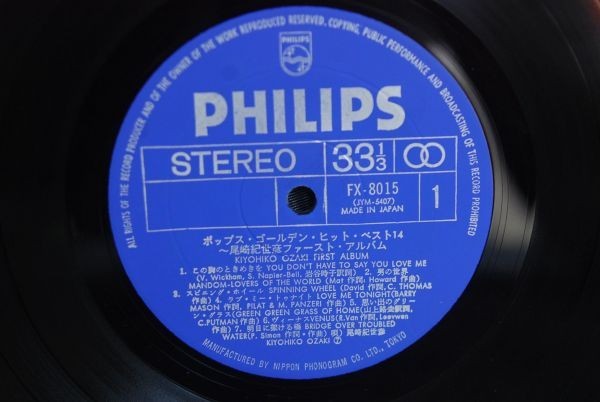 ALL RIGHTS OF THE RECORD PRODUCER AND OF THE OWNER OF THE WORK REPRODUCED RESERVED. COPYING, PUBLIC PERFORMANCE AND BROADCASTING OF THIS RECORD PROHIBITED
PHILIPS
PHILIPS
STEREO 33 1/3
FX-8015
(JYM-5407)
MADE IN JAPAN
1
ポップス・ゴールデン・ヒット・ベスト14
〜尾崎紀世彦ファースト・アルバム
KIYOHIKO OZAKI FIRST ALBUM
1. この胸のときめきを YOU DON'T HAVE TO SAY YOU LOVE ME
(V. Wickham, S. Napier-Bell, 岩谷時子訳詞) 2. 男の世界
MANDOM-LOVERS OF THE WORLD (Mat 作詞・Howard 作曲)
3. スピニング・ホイール SPINNING WHEEL (David 作詞, C. THOMAS
作曲) 4. ラブ・ミー・トゥナイト LOVE ME TONIGHT (BARRY
MASON 作詞, PILAT & M. PANZERI 作曲) 5. 思い出のグリー
ン・グラス (GREEN GREEN GRASS OF HOME) (山上路夫訳詞,
C. PUTMAN 作曲) 6. ヴィーナス VENUS (R. Van 作詞, Leeuwen
作曲) 7. 明日に架ける橋 BRIDGE OVER TROUBLED
WATER (P. Simon 作詞・作曲) 唄) 尾崎紀世彦
KIYOHIKO OZAKI ⑦
MANUFACTURED BY NIPPON PHONOGRAM CO., LTD., TOKYO